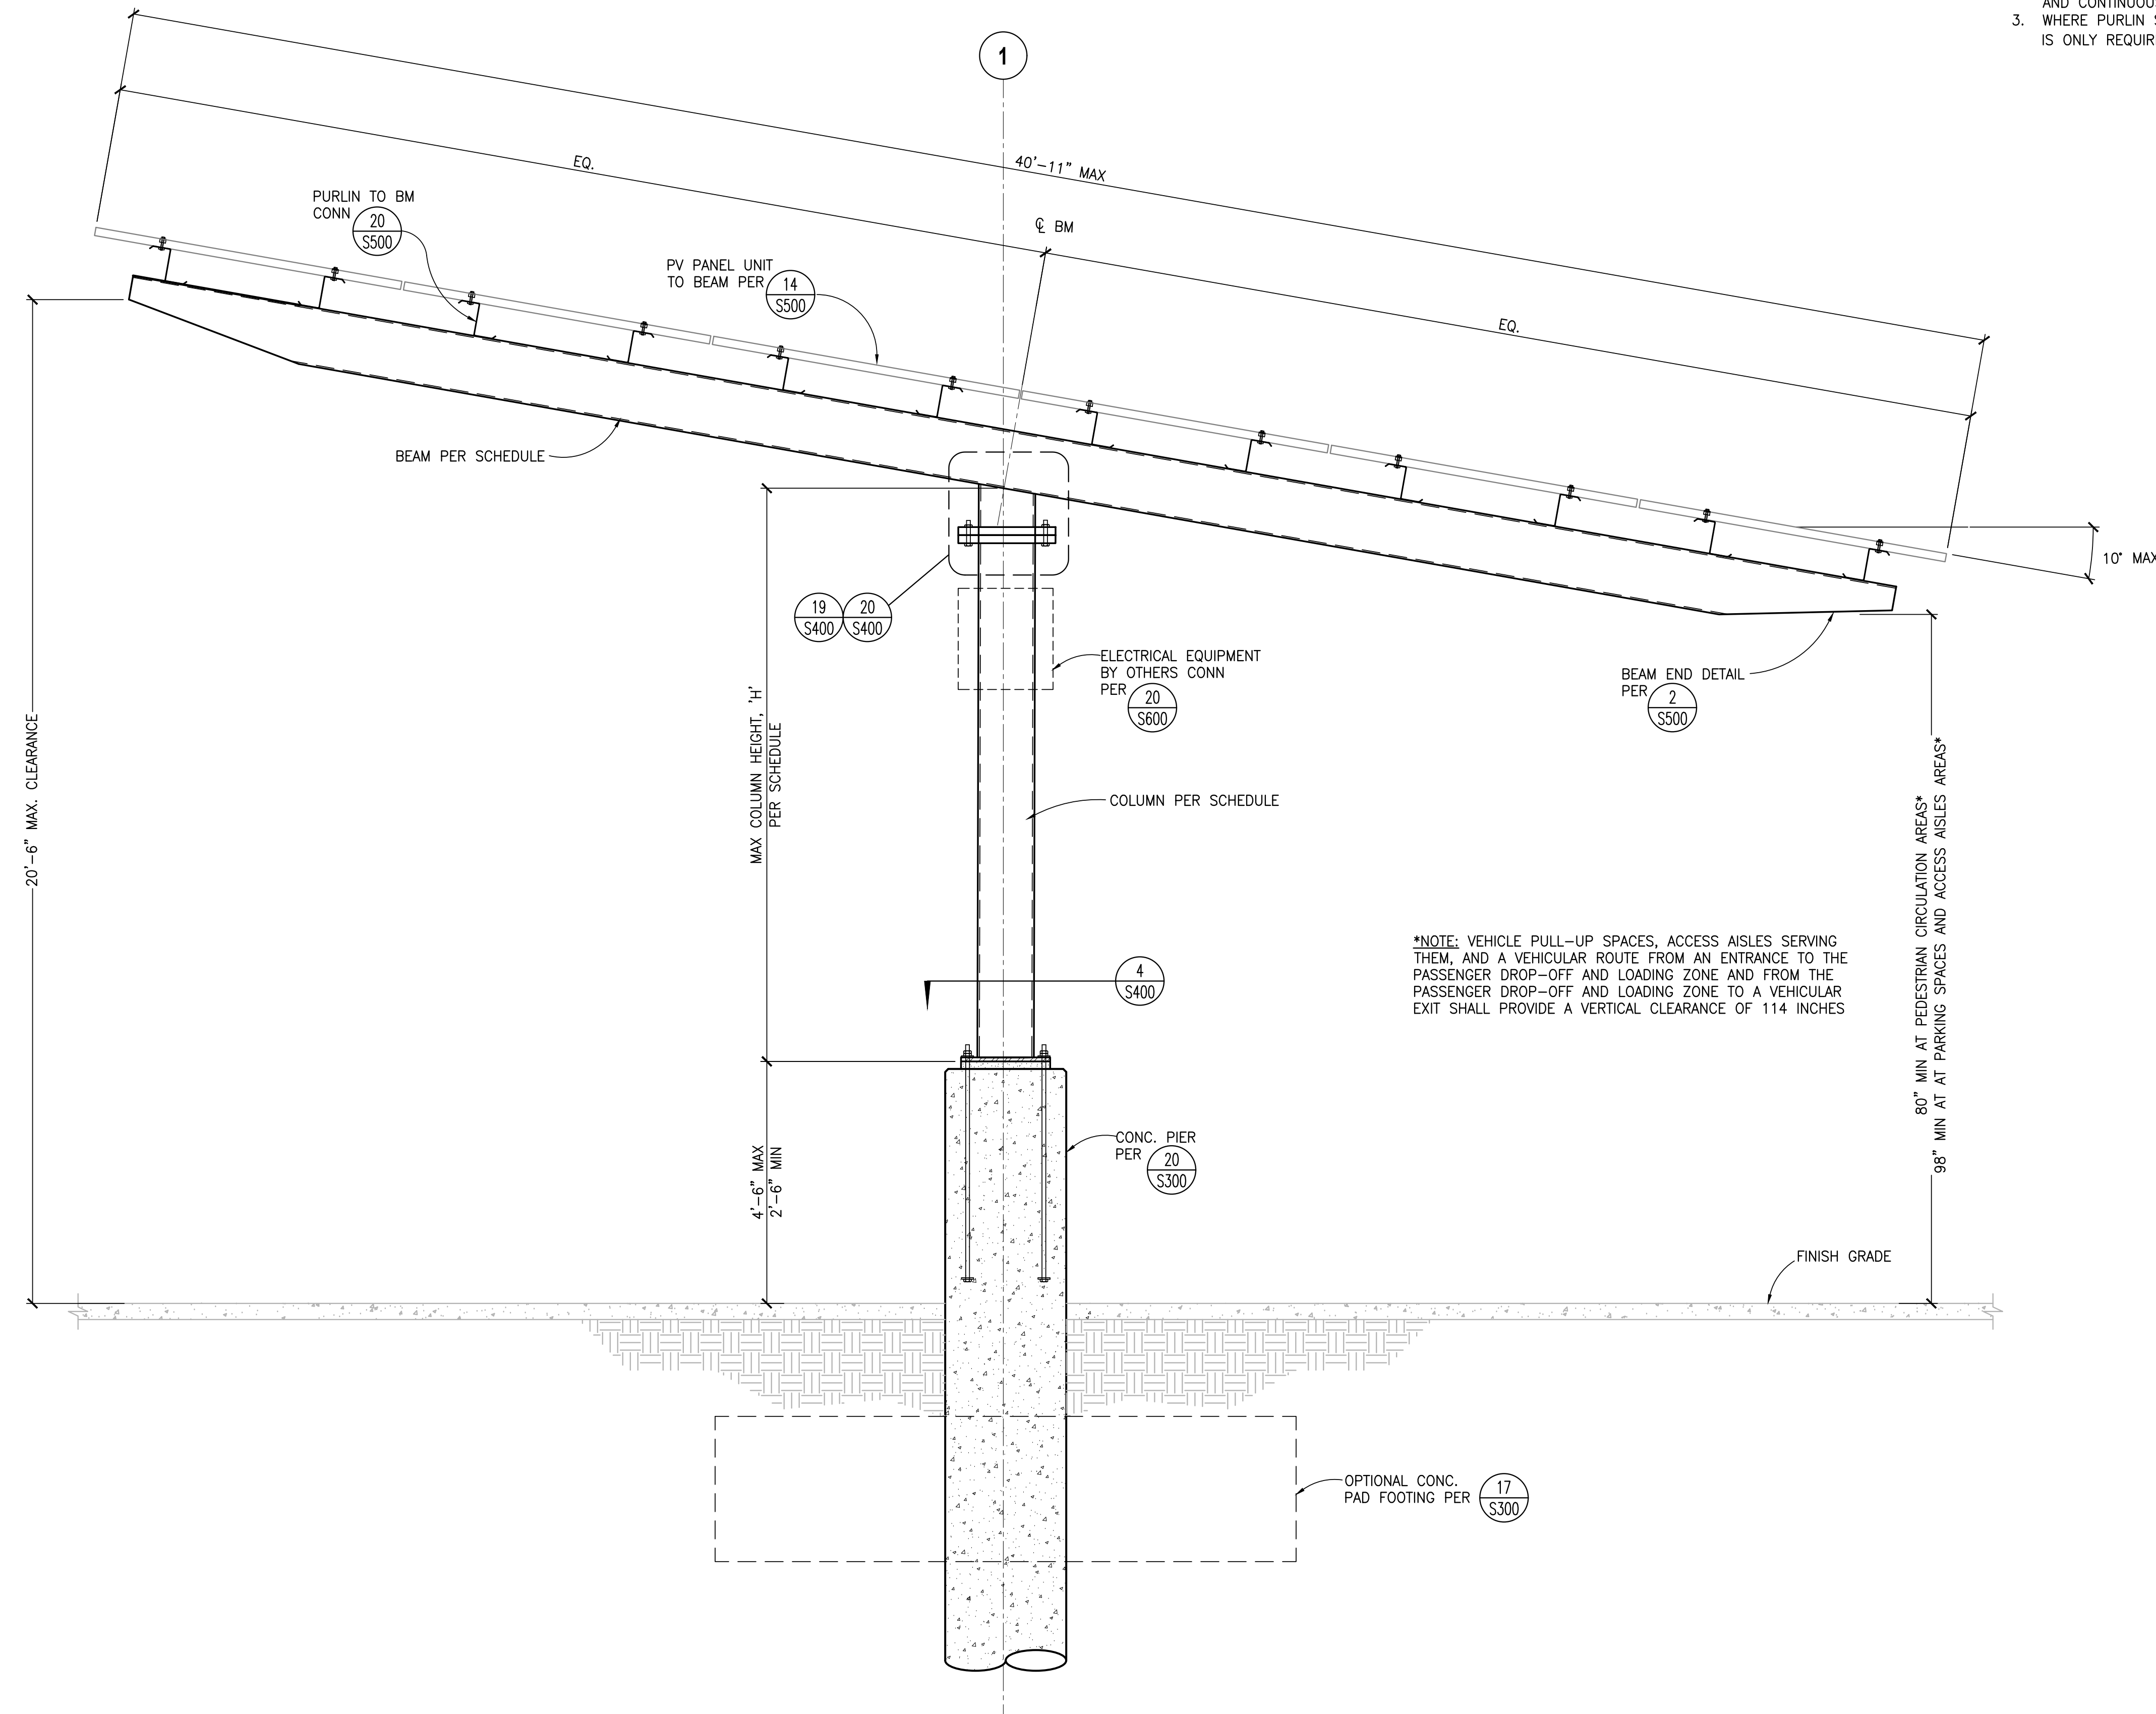 AND CONTINUOU
3. WHERE PURLIN S
IS ONLY REQUIR
1
40'-11" MAX
EQ.
℄ BM
EQ.
PURLIN TO BM
CONN
20
S500
PV PANEL UNIT
TO BEAM PER
14
S500
BEAM PER SCHEDULE
10° MAX
19
S400
20
S400
ELECTRICAL EQUIPMENT
BY OTHERS CONN
PER
20
S600
BEAM END DETAIL
PER
2
S500
20'-6" MAX. CLEARANCE
MAX COLUMN HEIGHT, 'H'
PER SCHEDULE
COLUMN PER SCHEDULE
80" MIN AT PEDESTRIAN CIRCULATION AREAS*
98" MIN AT AT PARKING SPACES AND ACCESS AISLES AREAS*
*NOTE: VEHICLE PULL-UP SPACES, ACCESS AISLES SERVING
THEM, AND A VEHICULAR ROUTE FROM AN ENTRANCE TO THE
PASSENGER DROP-OFF AND LOADING ZONE AND FROM THE
PASSENGER DROP-OFF AND LOADING ZONE TO A VEHICULAR
EXIT SHALL PROVIDE A VERTICAL CLEARANCE OF 114 INCHES
4
S400
4'-6" MAX
2'-6" MIN
CONC. PIER
PER
20
S300
FINISH GRADE
OPTIONAL CONC.
PAD FOOTING PER
17
S300